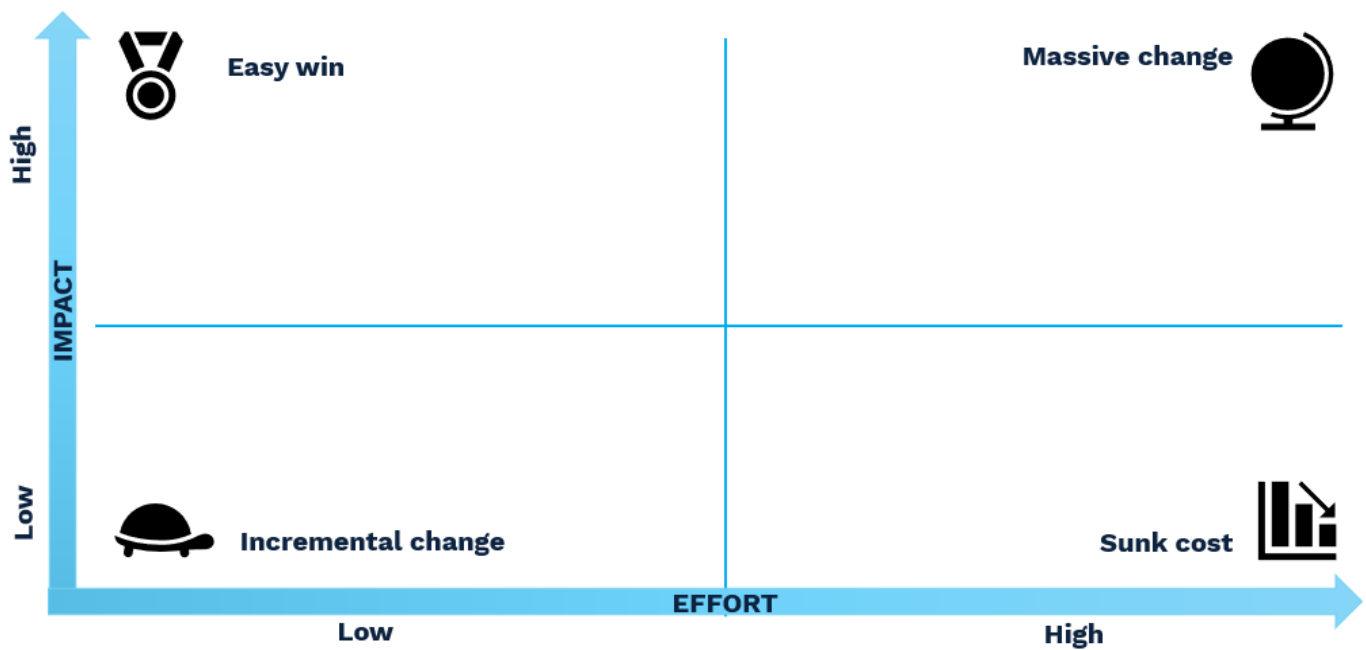 Easy win
Massive change
High
IMPACT
Low
Incremental change
Sunk cost
EFFORT
Low
High